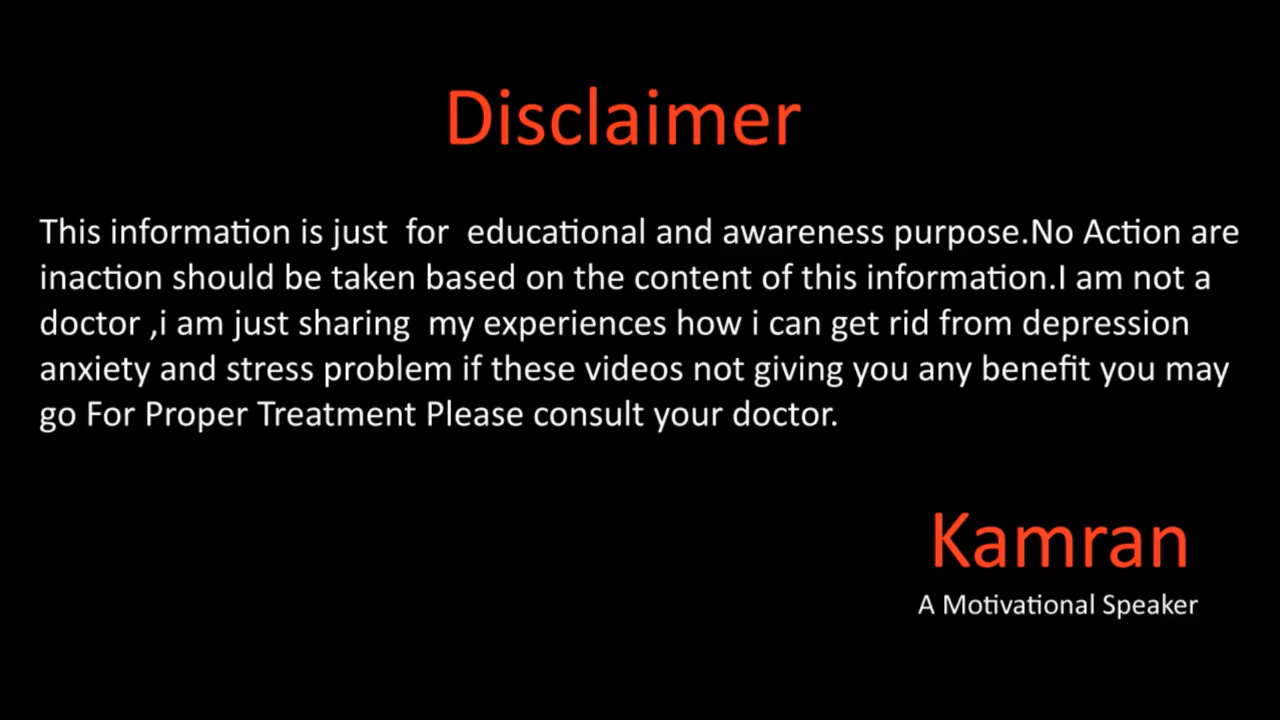 Disclaimer
This information is just  for  educational and awareness purpose.No Action are
inaction should be taken based on the content of this information.I am not a
doctor ,i am just sharing  my experiences how i can get rid from depression
anxiety and stress problem if these videos not giving you any benefit you may
go For Proper Treatment Please consult your doctor.
Kamran
A Motivational Speaker